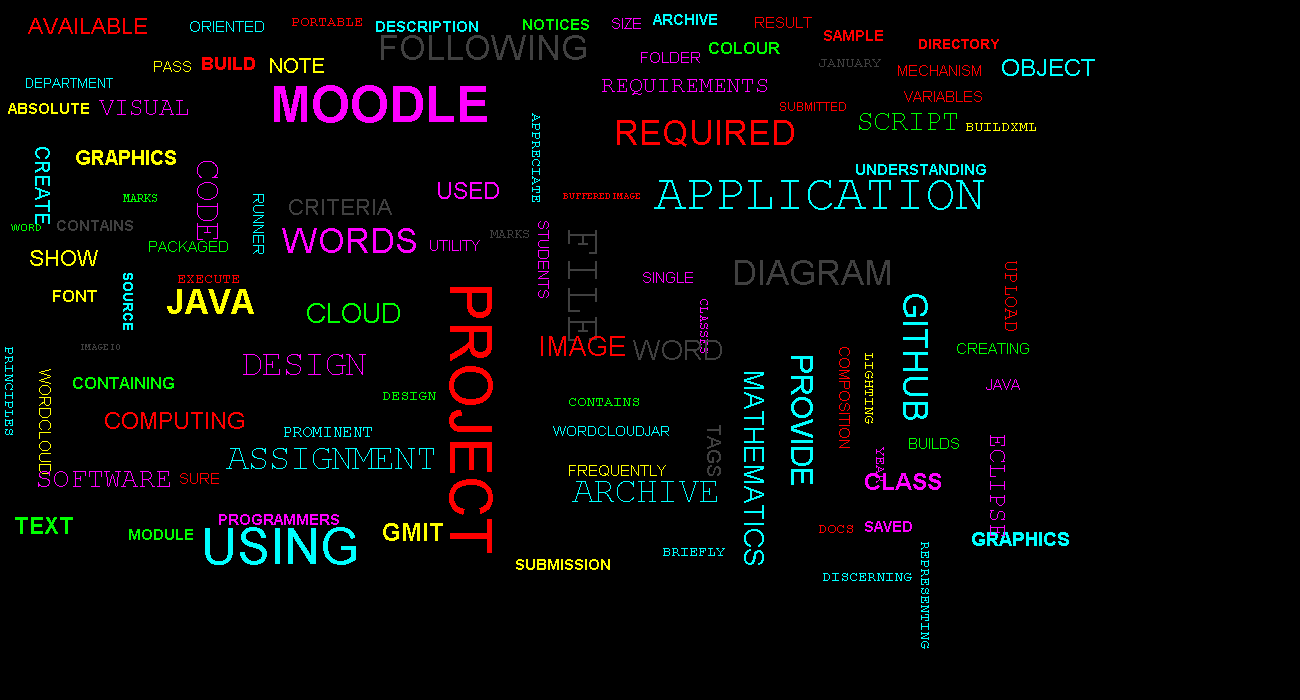 AVAILABLE
ORIENTED
PORTABLE
DESCRIPTION
NOTICES
SIZE
ARCHIVE
RESULT
SAMPLE
DIRECTORY
FOLLOWING
COLOUR
FOLDER
JANUARY
MECHANISM
OBJECT
PASS
BUILD
NOTE
DEPARTMENT
REQUIREMENTS
VARIABLES
ABSOLUTE
VISUAL
MOODLE
SUBMITTED
SCRIPT
BUILDXML
REQUIRED
APPRECIATE
GRAPHICS
CREATE
CODE
UNDERSTANDING
MARKS
RUNNER
CRITERIA
USED
BUFFEREDIMAGE
APPLICATION
WORD
CONTAINS
PACKAGED
WORDS
UTILITY
MARKS
STUDENTS
FILE
SHOW
EXECUTE
SINGLE
DIAGRAM
UPLOAD
FONT
SOURCE
JAVA
CLOUD
PROJECT
CLASSES
GITHUB
IMAGEIO
IMAGE
WORD
CREATING
PRINCIPLES
WORDCLOUD
CONTAINING
DESIGN
DESIGN
MATHEMATICS
PROVIDE
COMPOSITION
LIGHTING
JAVA
COMPUTING
PROMINENT
CONTAINS
WORDCLOUDJAR
TAGS
BUILDS
ECLIPSE
ASSIGNMENT
FREQUENTLY
YEAR
SOFTWARE
SURE
ARCHIVE
CLASS
TEXT
MODULE
PROGRAMMERS
USING
GMIT
DOCS
SAVED
GRAPHICS
SUBMISSION
BRIEFLY
DISCERNING
REPRESENTING